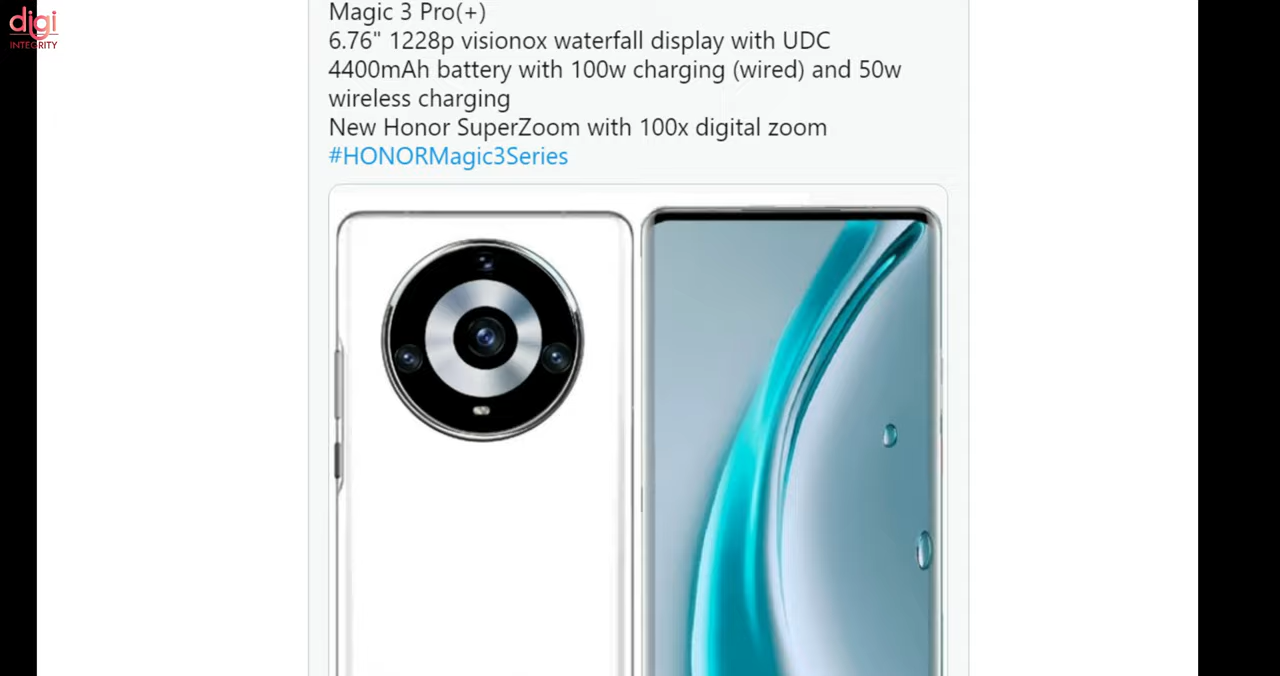 digi
INTEGRITY
Magic 3 Pro(+)
6.76" 1228p visionox waterfall display with UDC
4400mAh battery with 100w charging (wired) and 50w
wireless charging
New Honor SuperZoom with 100x digital zoom
#HONORMagic3Series